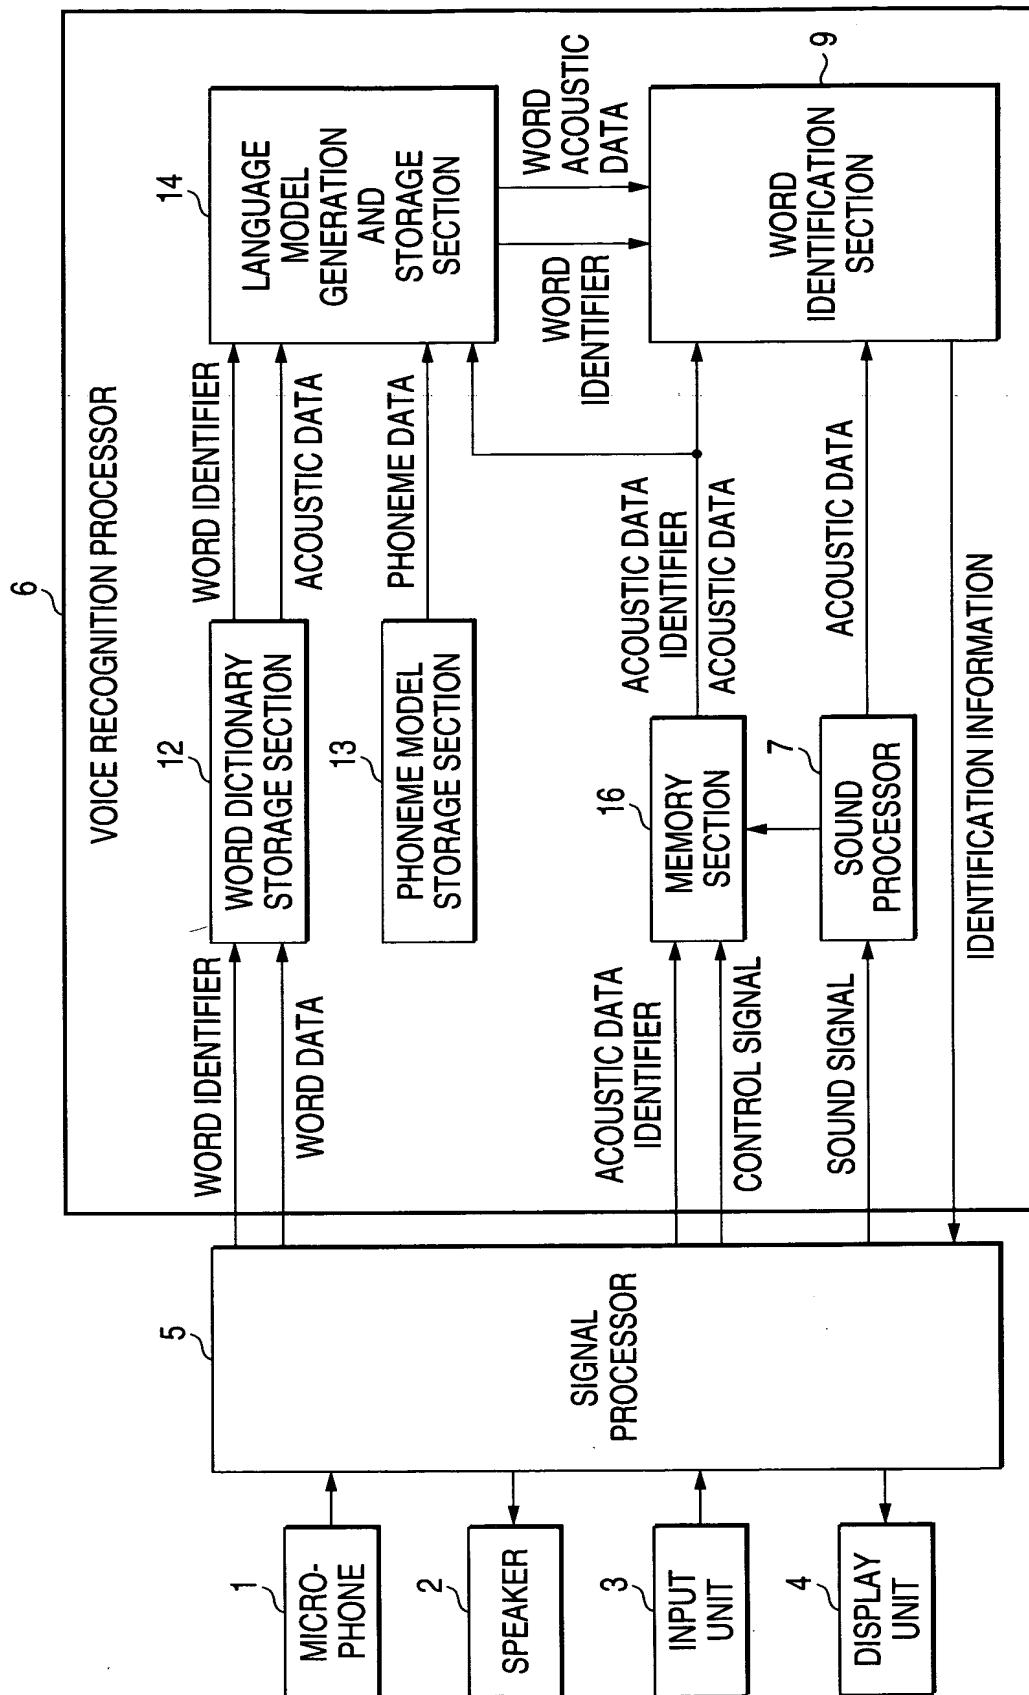 6
VOICE RECOGNITION PROCESSOR
1
MICRO-
PHONE
2
SPEAKER
3
INPUT
UNIT
4
DISPLAY
UNIT
5
SIGNAL
PROCESSOR
WORD IDENTIFIER
WORD DATA
ACOUSTIC DATA
IDENTIFIER
CONTROL SIGNAL
SOUND SIGNAL
12
WORD DICTIONARY
STORAGE SECTION
13
PHONEME MODEL
STORAGE SECTION
16
MEMORY
SECTION
7
SOUND
PROCESSOR
WORD IDENTIFIER
ACOUSTIC DATA
PHONEME DATA
ACOUSTIC DATA
IDENTIFIER
ACOUSTIC DATA
ACOUSTIC DATA
IDENTIFICATION INFORMATION
14
LANGUAGE
MODEL
GENERATION
AND
STORAGE
SECTION
WORD
IDENTIFIER
WORD
ACOUSTIC
DATA
9
WORD
IDENTIFICATION
SECTION